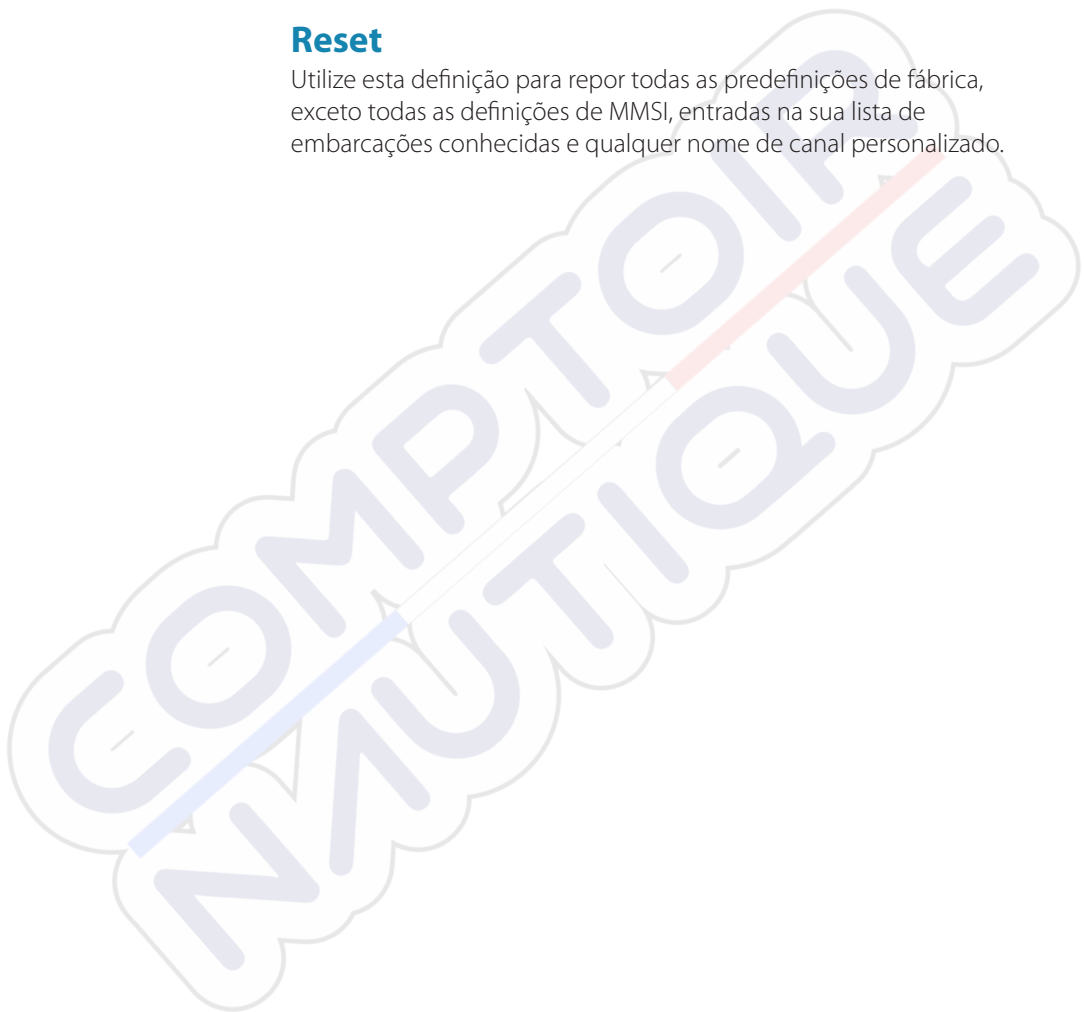 Reset
Utilize esta definição para repor todas as predefinições de fábrica,
exceto todas as definições de MMSI, entradas na sua lista de
embarcações conhecidas e qualquer nome de canal personalizado.
COMPTOIR
NAUTIQUE